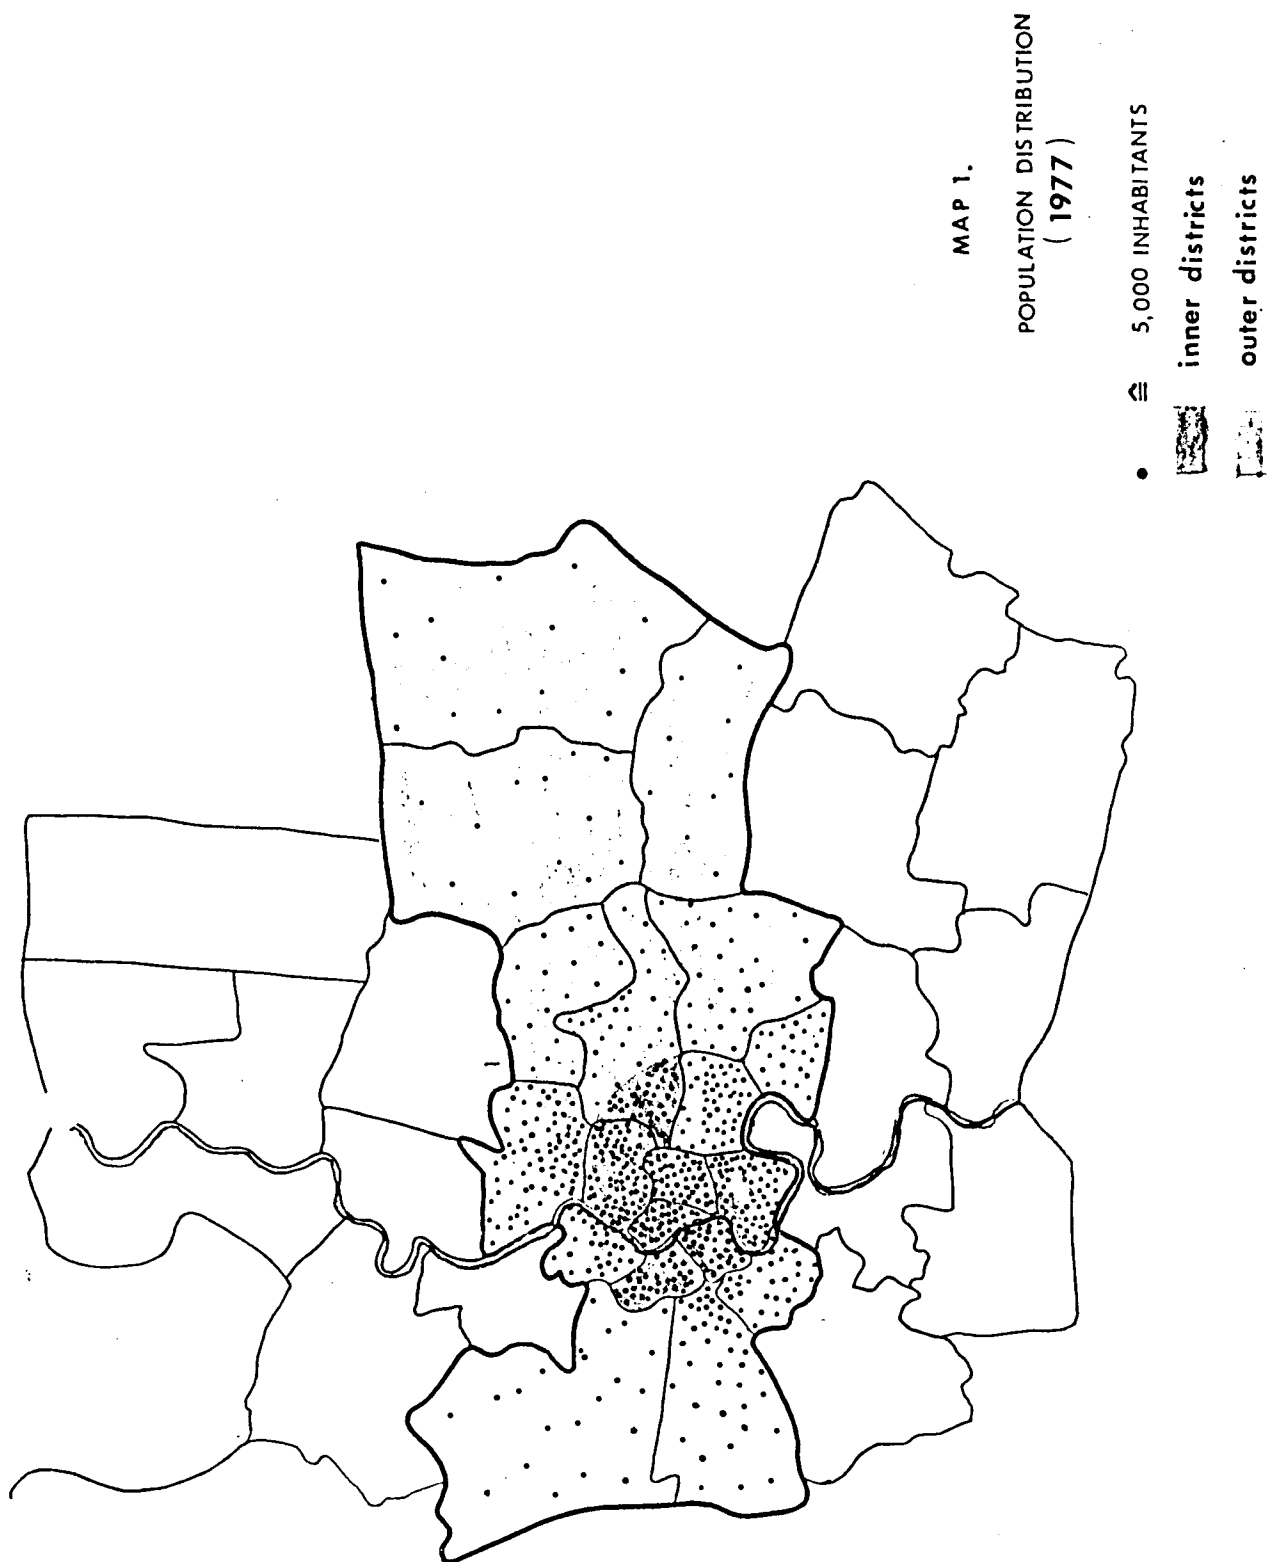 MAP 1.
POPULATION DISTRIBUTION
( 1977 )
• ≙ 5,000 INHABITANTS
inner districts
outer districts